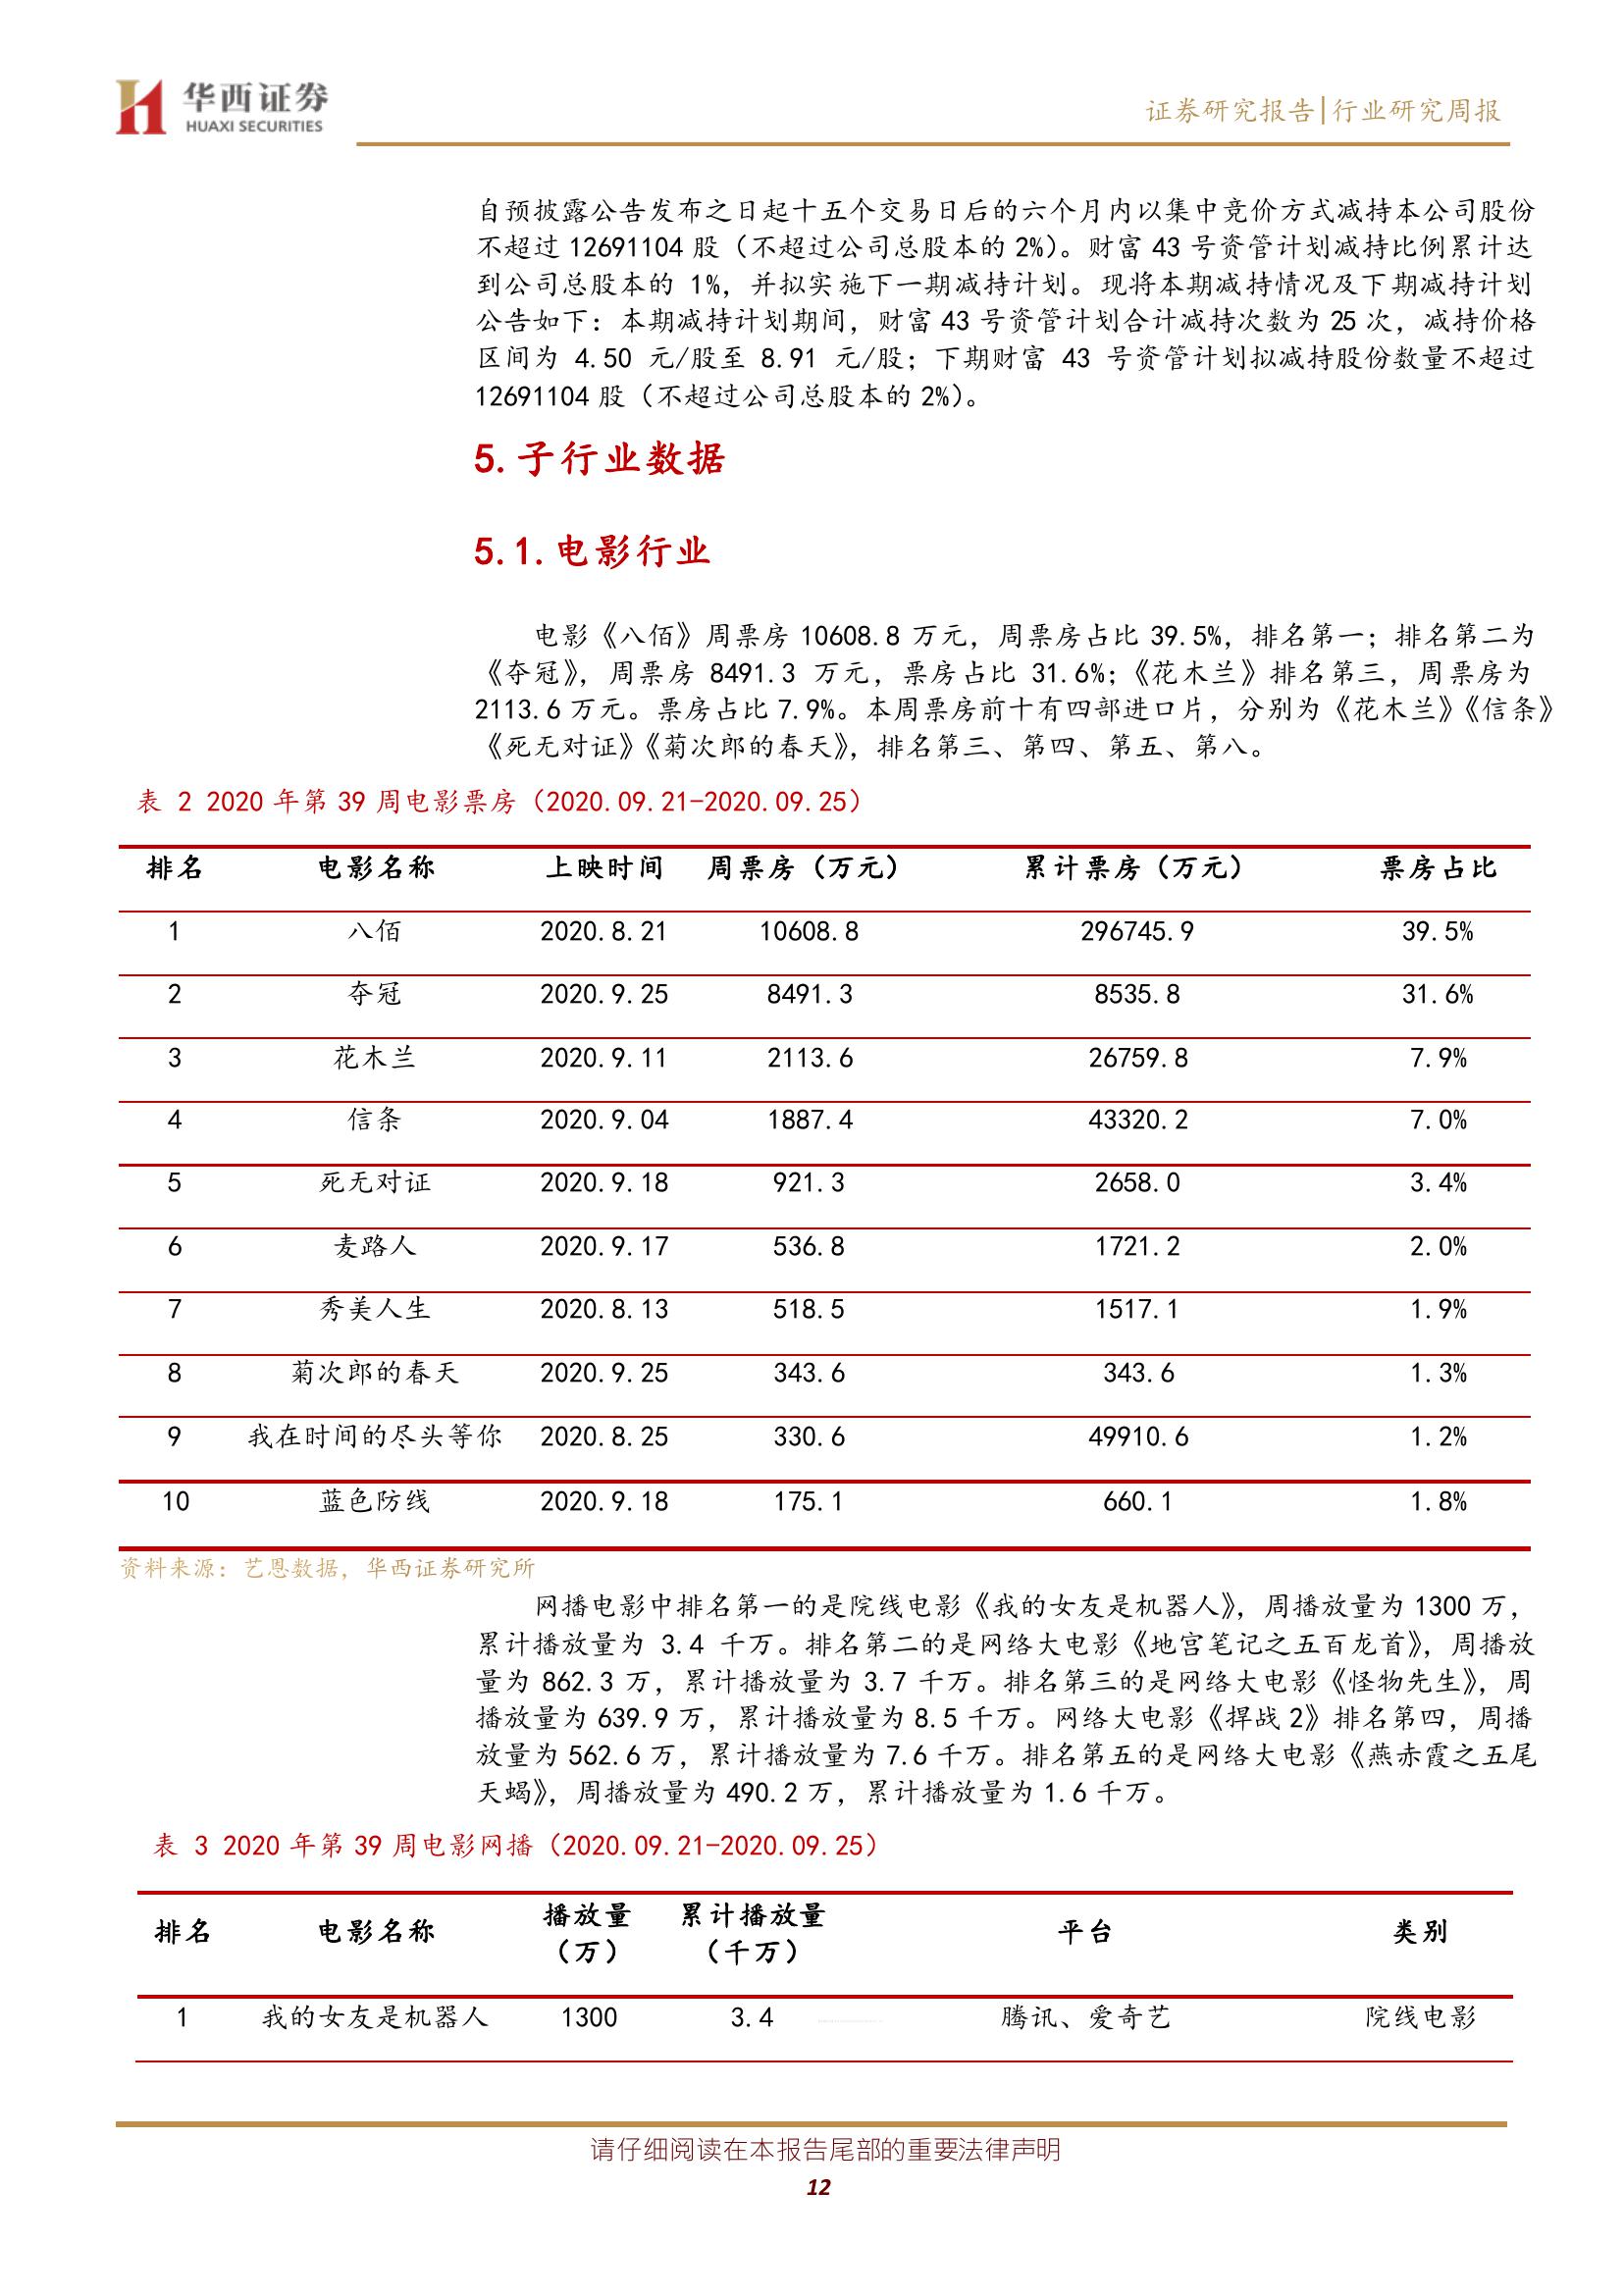 华西证券
HUAXI SECURITIES
证券研究报告|行业研究周报
自预披露公告发布之日起十五个交易日后的六个月内以集中竞价方式减持本公司股份
不超过 12691104 股（不超过公司总股本的 2%）。财富 43 号资管计划减持比例累计达
到公司总股本的 1%，并拟实施下一期减持计划。现将本期减持情况及下期减持计划
公告如下：本期减持计划期间，财富 43 号资管计划合计减持次数为 25 次，减持价格
区间为 4.50 元/股至 8.91 元/股；下期财富 43 号资管计划拟减持股份数量不超过
12691104 股（不超过公司总股本的 2%）。
5.子行业数据
5.1.电影行业
电影《八佰》周票房 10608.8 万元，周票房占比 39.5%，排名第一；排名第二为
《夺冠》，周票房 8491.3 万元，票房占比 31.6%；《花木兰》排名第三，周票房为
2113.6 万元。票房占比 7.9%。本周票房前十有四部进口片，分别为《花木兰》《信条》
《死无对证》《菊次郎的春天》，排名第三、第四、第五、第八。
表 2 2020 年第 39 周电影票房（2020.09.21-2020.09.25）
排名 电影名称 上映时间 周票房（万元） 累计票房（万元） 票房占比
1 八佰 2020.8.21 10608.8 296745.9 39.5%
2 夺冠 2020.9.25 8491.3 8535.8 31.6%
3 花木兰 2020.9.11 2113.6 26759.8 7.9%
4 信条 2020.9.04 1887.4 43320.2 7.0%
5 死无对证 2020.9.18 921.3 2658.0 3.4%
6 麦路人 2020.9.17 536.8 1721.2 2.0%
7 秀美人生 2020.8.13 518.5 1517.1 1.9%
8 菊次郎的春天 2020.9.25 343.6 343.6 1.3%
9 我在时间的尽头等你 2020.8.25 330.6 49910.6 1.2%
10 蓝色防线 2020.9.18 175.1 660.1 1.8%
资料来源：艺恩数据，华西证券研究所
网播电影中排名第一的是院线电影《我的女友是机器人》，周播放量为 1300 万，
累计播放量为 3.4 千万。排名第二的是网络大电影《地宫笔记之五百龙首》，周播放
量为 862.3 万，累计播放量为 3.7 千万。排名第三的是网络大电影《怪物先生》，周
播放量为 639.9 万，累计播放量为 8.5 千万。网络大电影《捍战 2》排名第四，周播
放量为 562.6 万，累计播放量为 7.6 千万。排名第五的是网络大电影《燕赤霞之五尾
天蝎》，周播放量为 490.2 万，累计播放量为 1.6 千万。
表 3 2020 年第 39 周电影网播（2020.09.21-2020.09.25）
排名 电影名称 播放量（万） 累计播放量（千万） 平台 类别
1 我的女友是机器人 1300 3.4 腾讯、爱奇艺 院线电影
请仔细阅读在本报告尾部的重要法律声明
12